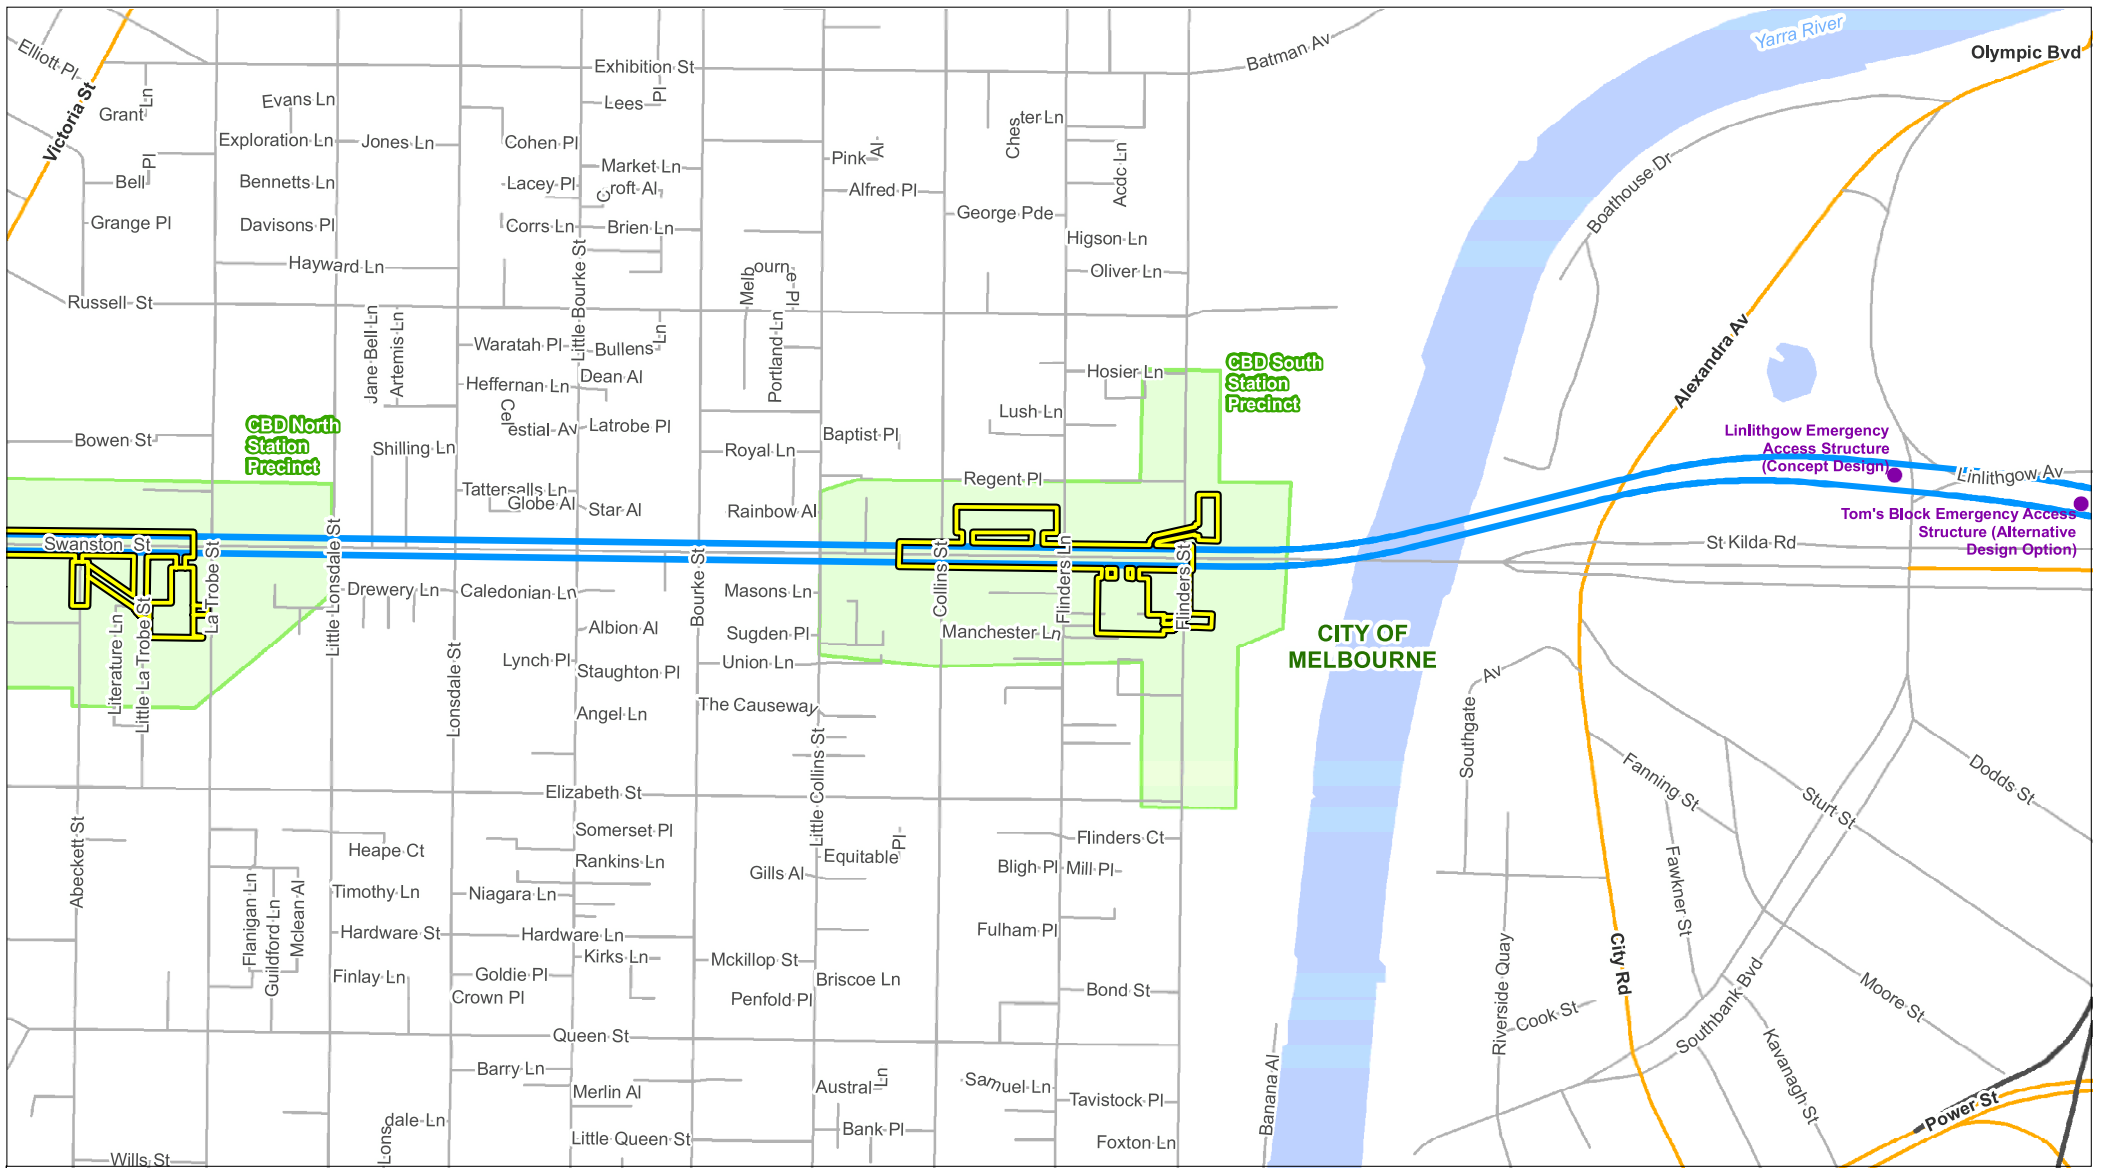 Yarra River
Olympic Bvd
Elliott Pl
Exhibition St
Batman Av
Victoria St
Grant Ln
Evans Ln
Lees Pl
Chester Ln
Exploration Ln
Jones Ln
Cohen Pl
Pink Al
Acdc Ln
Boathouse Dr
Market Ln
Bell Pl
Bennetts Ln
Lacey Pl
Croft Al
Alfred Pl
Grange Pl
Davisons Pl
Corrs Ln
Brien Ln
George Pde
Higson Ln
Hayward Ln
Little Bourke St
Melbourne Pl
Oliver Ln
Russell St
Jane Bell Ln
Artemis Ln
Waratah Pl
Bullens Ln
Portland Ln
Alexandra Av
CBD South
Station
Precinct
Heffernan Ln
Dean Al
Hosier Ln
CBD North
Station
Precinct
Celestial Av
Latrobe Pl
Lush Ln
Bowen St
Shilling Ln
Royal Ln
Baptist Pl
Linlithgow Emergency
Access Structure
(Concept Design)
Linlithgow Av
Tattersalls Ln
Globe Al
Star Al
Rainbow Al
Regent Pl
Tom's Block Emergency Access
Structure (Alternative
Design Option)
Swanston St
St Kilda Rd
La Trobe St
Little Lonsdale St
Bourke St
Collins St
Flinders Ln
Flinders St
Drewery Ln
Caledonian Ln
Masons Ln
Literature Ln
Little La Trobe St
Albion Al
Sugden Pl
Manchester Ln
CITY OF
MELBOURNE
Lonsdale St
Lynch Pl
Staughton Pl
Union Ln
Southgate Av
Angel Ln
The Causeway
Little Collins St
Elizabeth St
Fanning St
Sturt St
Dodds St
Abeckett St
Somerset Pl
Flinders Ct
Heape Ct
Rankins Ln
Equitable Pl
Gills Al
Bligh Pl
Mill Pl
Fawkner St
Flanigan Ln
Guildford Ln
Mclean Al
Timothy Ln
Niagara Ln
Hardware St
Hardware Ln
Fulham Pl
City Rd
Riverside Quay
Kirks Ln
Mckillop St
Finlay Ln
Goldie Pl
Briscoe Ln
Crown Pl
Penfold Pl
Bond St
Cook St
Southbank Bvd
Moore St
Queen St
Kavanagh St
Barry Ln
Merlin Al
Austral Ln
Samuel Ln
Banana Al
Tavistock Pl
Power St
Lonsdale Ln
Little Queen St
Bank Pl
Foxton Ln
Wills St